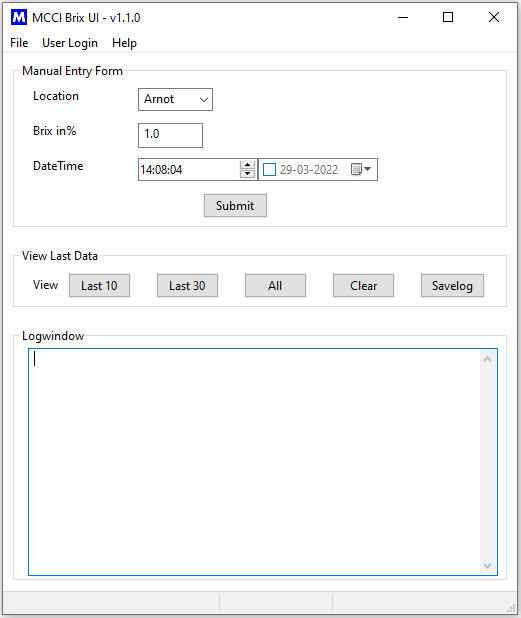 M MCCI Brix UI - v1.1.0
File User Login Help
Manual Entry Form
Location Arnot
Brix in% 1.0
DateTime 14:08:04 29-03-2022
Submit
View Last Data
View Last 10 Last 30 All Clear Savelog
Logwindow